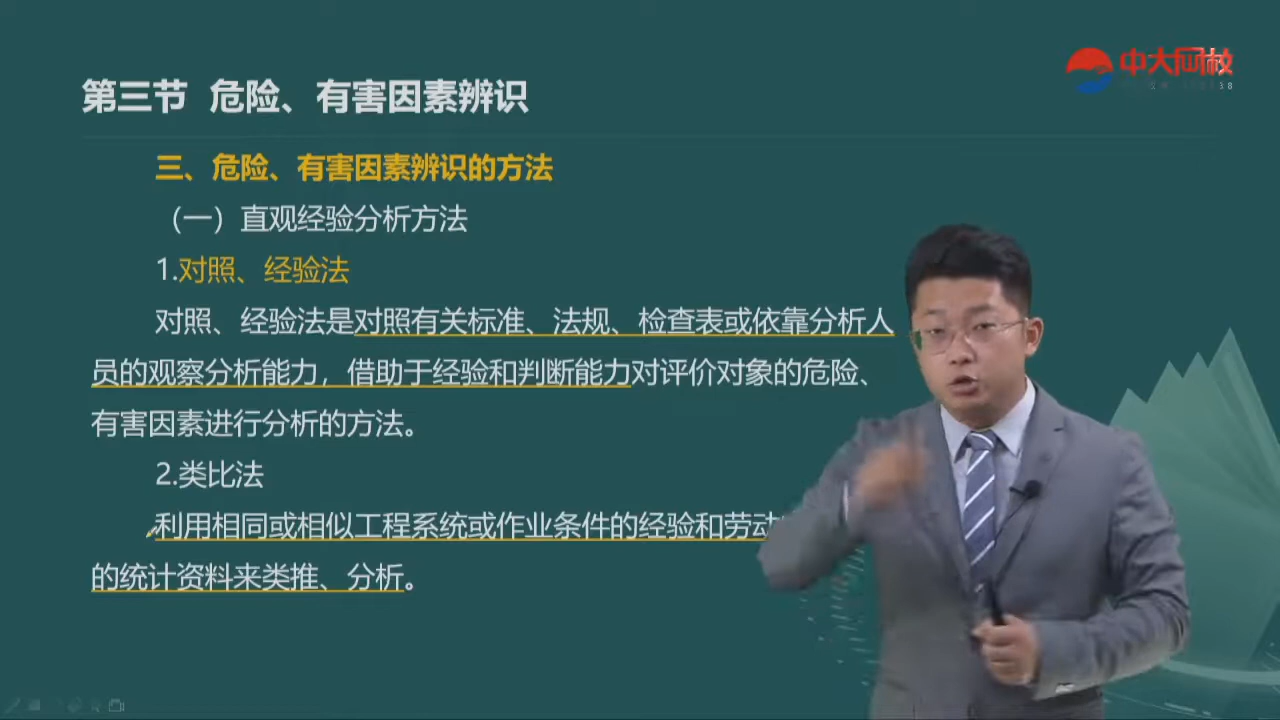 中大网校
第三节 危险、有害因素辨识
三、危险、有害因素辨识的方法
（一）直观经验分析方法
1.对照、经验法
对照、经验法是对照有关标准、法规、检查表或依靠分析人
员的观察分析能力，借助于经验和判断能力对评价对象的危险、
有害因素进行分析的方法。
2.类比法
利用相同或相似工程系统或作业条件的经验和劳动
的统计资料来类推、分析。